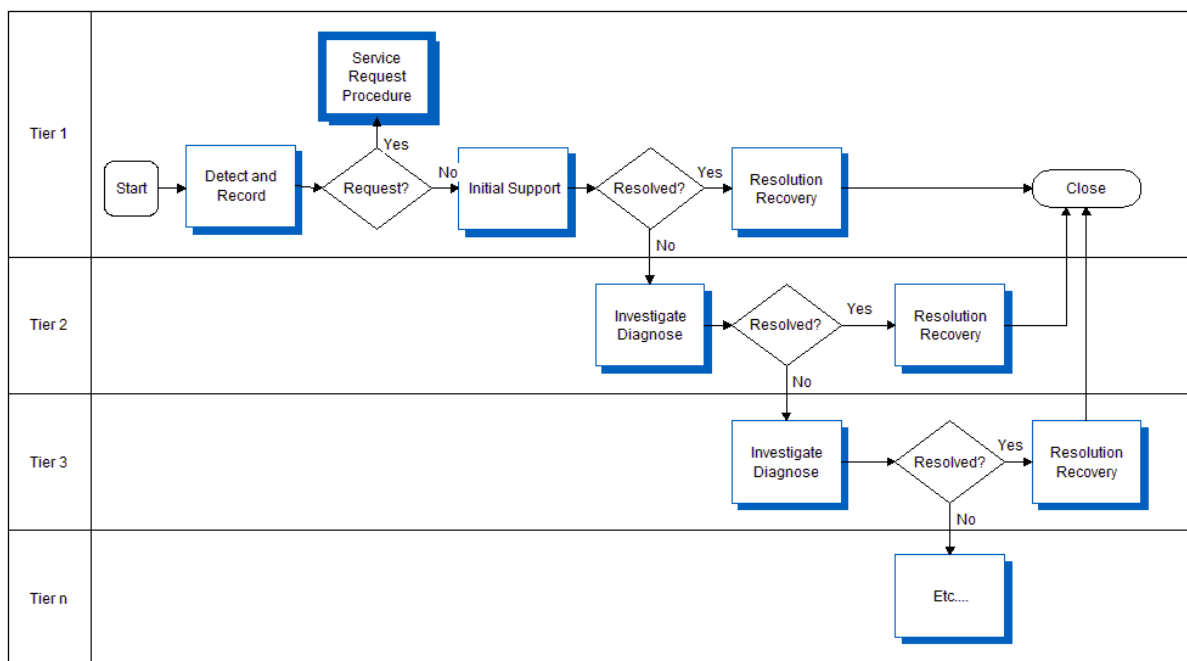 Tier 1
Service
Request
Procedure
Yes
Start
Detect and
Record
Request?
No
Initial Support
Resolved?
Yes
Resolution
Recovery
Close
No
Tier 2
Investigate
Diagnose
Resolved?
Yes
Resolution
Recovery
No
Tier 3
Investigate
Diagnose
Resolved?
Yes
Resolution
Recovery
No
Tier n
Etc....